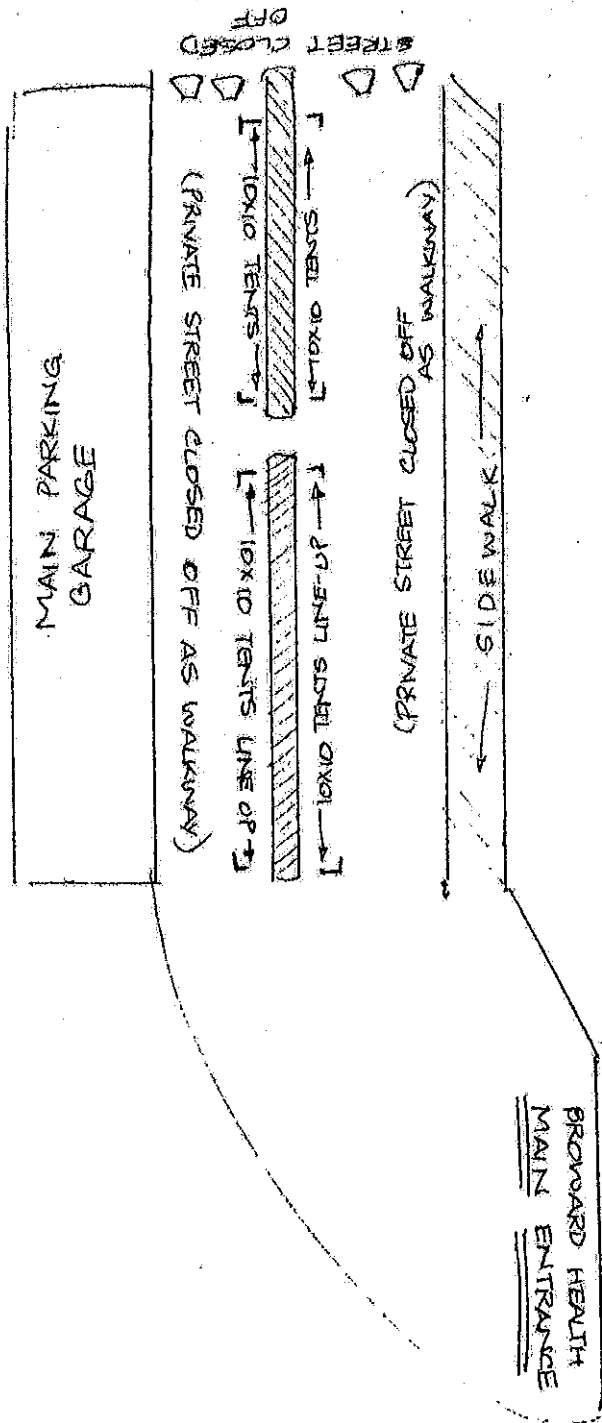 STREET CLOSED
OFF
MAIN PARKING
GARAGE
(PRIVATE STREET CLOSED OFF AS WALKWAY)
10X10 TENTS
10X10 TENTS LINE UP
10X10 TENTS
10X10 TENTS LINE-UP
(PRIVATE STREET CLOSED OFF
AS WALKWAY)
SIDEWALK
BROWARD HEALTH
MAIN ENTRANCE